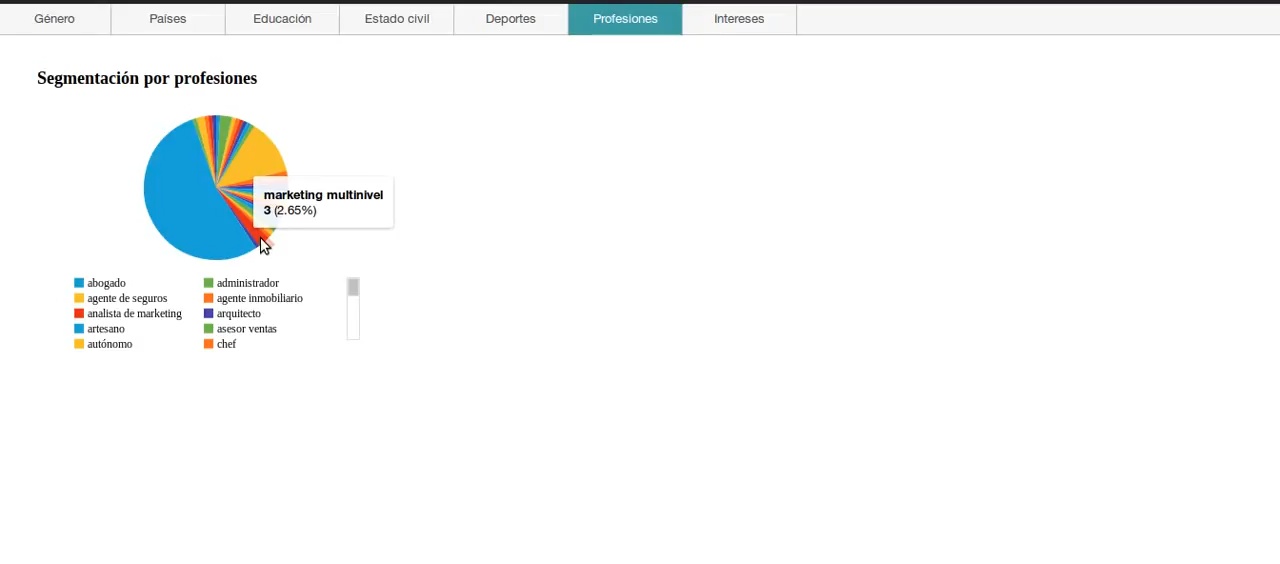 Género Países Educación Estado civil Deportes Profesiones Intereses
Segmentación por profesiones
marketing multinivel
3 (2.65%)
abogado administrador
agente de seguros agente inmobiliario
analista de marketing arquitecto
artesano asesor ventas
autónomo chef